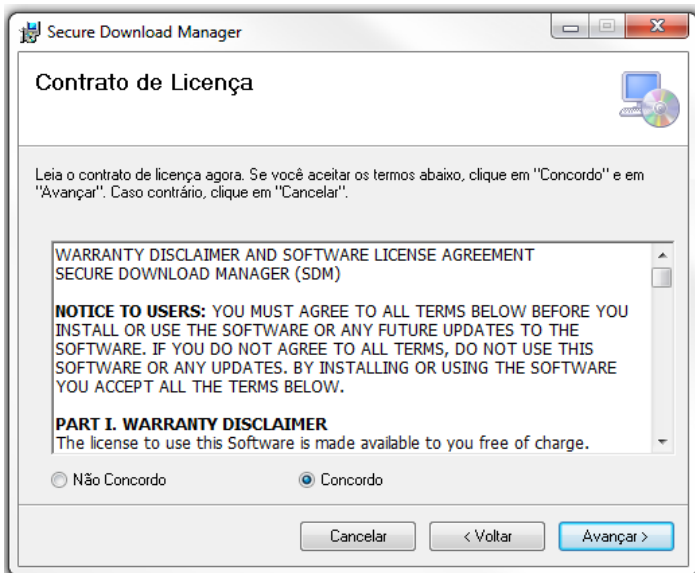 Secure Download Manager
Contrato de Licença
Leia o contrato de licença agora. Se você aceitar os termos abaixo, clique em "Concordo" e em
"Avançar". Caso contrário, clique em "Cancelar".
WARRANTY DISCLAIMER AND SOFTWARE LICENSE AGREEMENT
SECURE DOWNLOAD MANAGER (SDM)
NOTICE TO USERS: YOU MUST AGREE TO ALL TERMS BELOW BEFORE YOU
INSTALL OR USE THE SOFTWARE OR ANY FUTURE UPDATES TO THE
SOFTWARE. IF YOU DO NOT AGREE TO ALL TERMS, DO NOT USE THIS
SOFTWARE OR ANY UPDATES. BY INSTALLING OR USING THE SOFTWARE
YOU ACCEPT ALL THE TERMS BELOW.
PART I. WARRANTY DISCLAIMER
The license to use this Software is made available to you free of charge.
Não Concordo Concordo
Cancelar < Voltar Avançar >